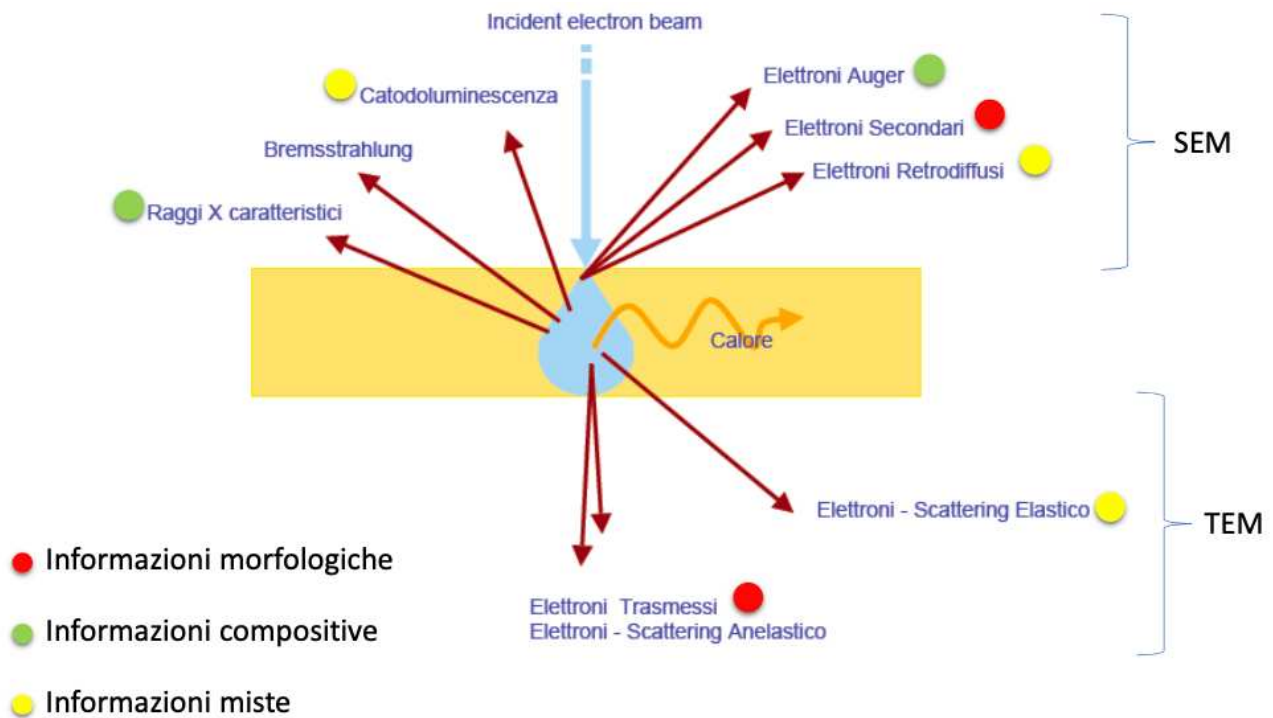 Incident electron beam
Catodoluminescenza
Bremsstrahlung
Raggi X caratteristici
Elettroni Auger
Elettroni Secondari
Elettroni Retrodiffusi
SEM
Calore
Elettroni - Scattering Elastico
TEM
Elettroni Trasmessi
Elettroni - Scattering Anelastico
Informazioni morfologiche
Informazioni compositive
Informazioni miste